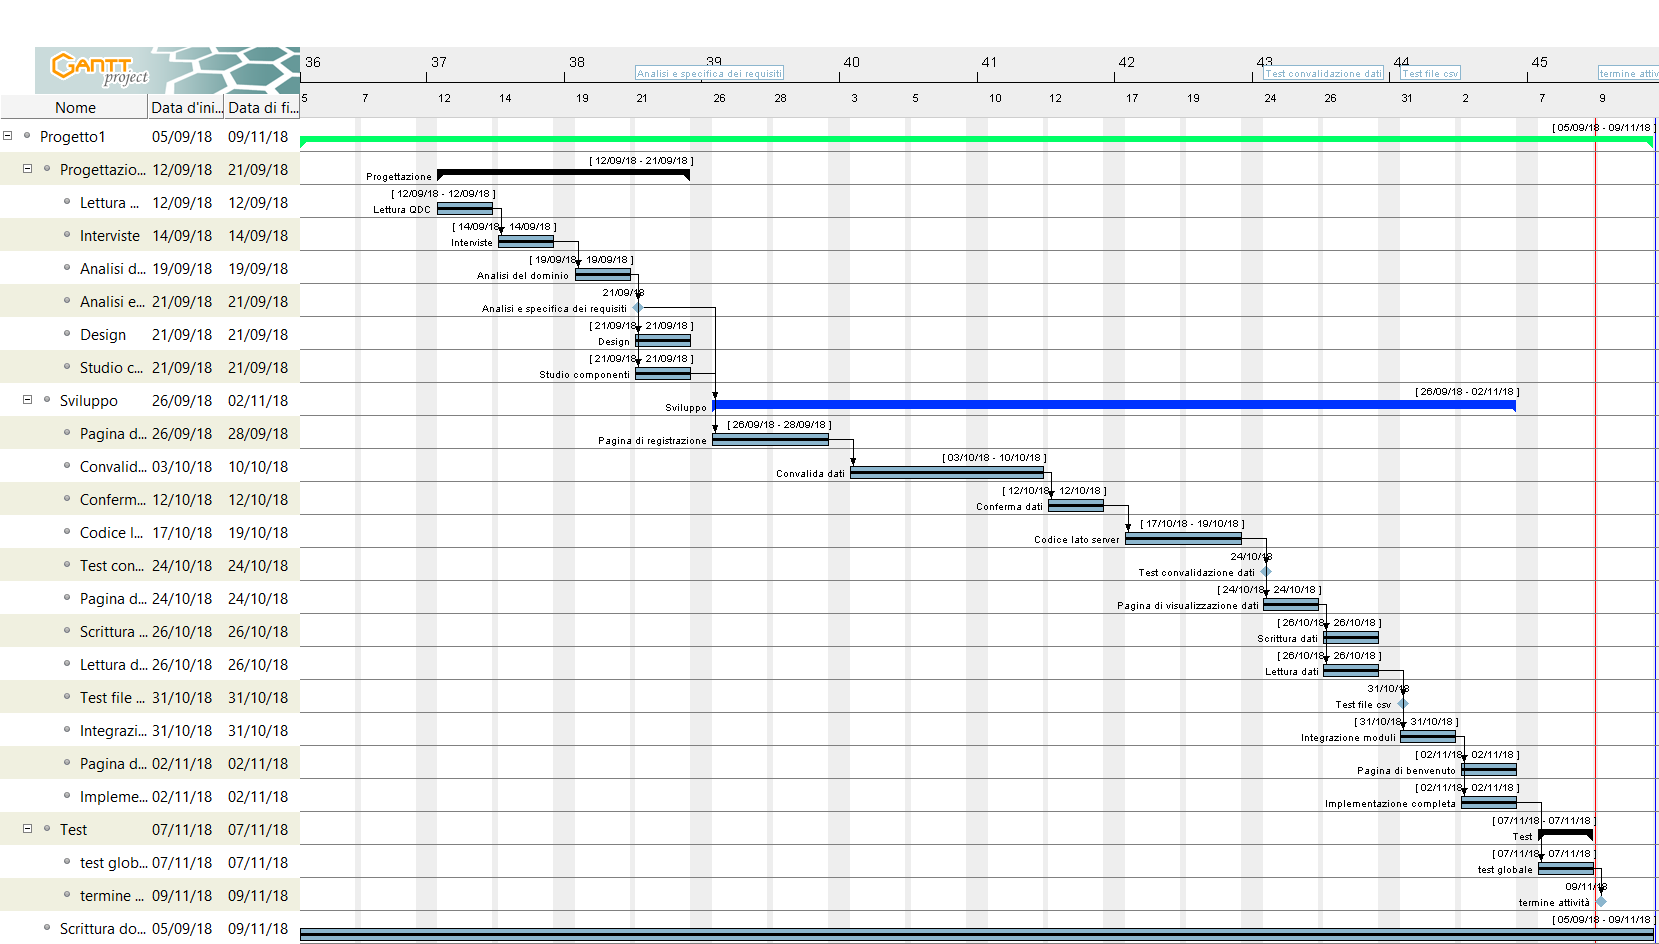 GANTT
project
36 37 38 39 40 41 42 43 44 45
Analisi e specifica dei requisiti Test convalidazione dati Test file csv termine attivi
Nome Data d'ini... Data di fi...
5 7 12 14 19 21 26 28 3 5 10 12 17 19 24 26 31 2 7 9
Progetto1 05/09/18 09/11/18 [ 05/09/18 - 09/11/18 ]
Progettazio... 12/09/18 21/09/18 [ 12/09/18 - 21/09/18 ]
Progettazione
Lettura ... 12/09/18 12/09/18 [ 12/09/18 - 12/09/18 ]
Lettura QDC
Interviste 14/09/18 14/09/18 [ 14/09/18 - 14/09/18 ]
Interviste
Analisi d... 19/09/18 19/09/18 [ 19/09/18 - 19/09/18 ]
Analisi del dominio
Analisi e... 21/09/18 21/09/18 21/09/18
Analisi e specifica dei requisiti
Design 21/09/18 21/09/18 [ 21/09/18 - 21/09/18 ]
Design
Studio c... 21/09/18 21/09/18 [ 21/09/18 - 21/09/18 ]
Studio componenti
Sviluppo 26/09/18 02/11/18 [ 26/09/18 - 02/11/18 ]
Sviluppo
Pagina d... 26/09/18 28/09/18 [ 26/09/18 - 28/09/18 ]
Pagina di registrazione
Convalid... 03/10/18 10/10/18 [ 03/10/18 - 10/10/18 ]
Convalida dati
Conferm... 12/10/18 12/10/18 [ 12/10/18 - 12/10/18 ]
Conferma dati
Codice l... 17/10/18 19/10/18 [ 17/10/18 - 19/10/18 ]
Codice lato server
Test con... 24/10/18 24/10/18 24/10/18
Test convalidazione dati
Pagina d... 24/10/18 24/10/18 [ 24/10/18 - 24/10/18 ]
Pagina di visualizzazione dati
Scrittura ... 26/10/18 26/10/18 [ 26/10/18 - 26/10/18 ]
Scrittura dati
Lettura d... 26/10/18 26/10/18 [ 26/10/18 - 26/10/18 ]
Lettura dati
Test file ... 31/10/18 31/10/18 31/10/18
Test file csv
Integrazi... 31/10/18 31/10/18 [ 31/10/18 - 31/10/18 ]
Integrazione moduli
Pagina d... 02/11/18 02/11/18 [ 02/11/18 - 02/11/18 ]
Pagina di benvenuto
Impleme... 02/11/18 02/11/18 [ 02/11/18 - 02/11/18 ]
Implementazione completa
Test 07/11/18 07/11/18 [ 07/11/18 - 07/11/18 ]
Test
test glob... 07/11/18 07/11/18 [ 07/11/18 - 07/11/18 ]
test globale
termine ... 09/11/18 09/11/18 09/11/18
termine attività
Scrittura do... 05/09/18 09/11/18 [ 05/09/18 - 09/11/18 ]